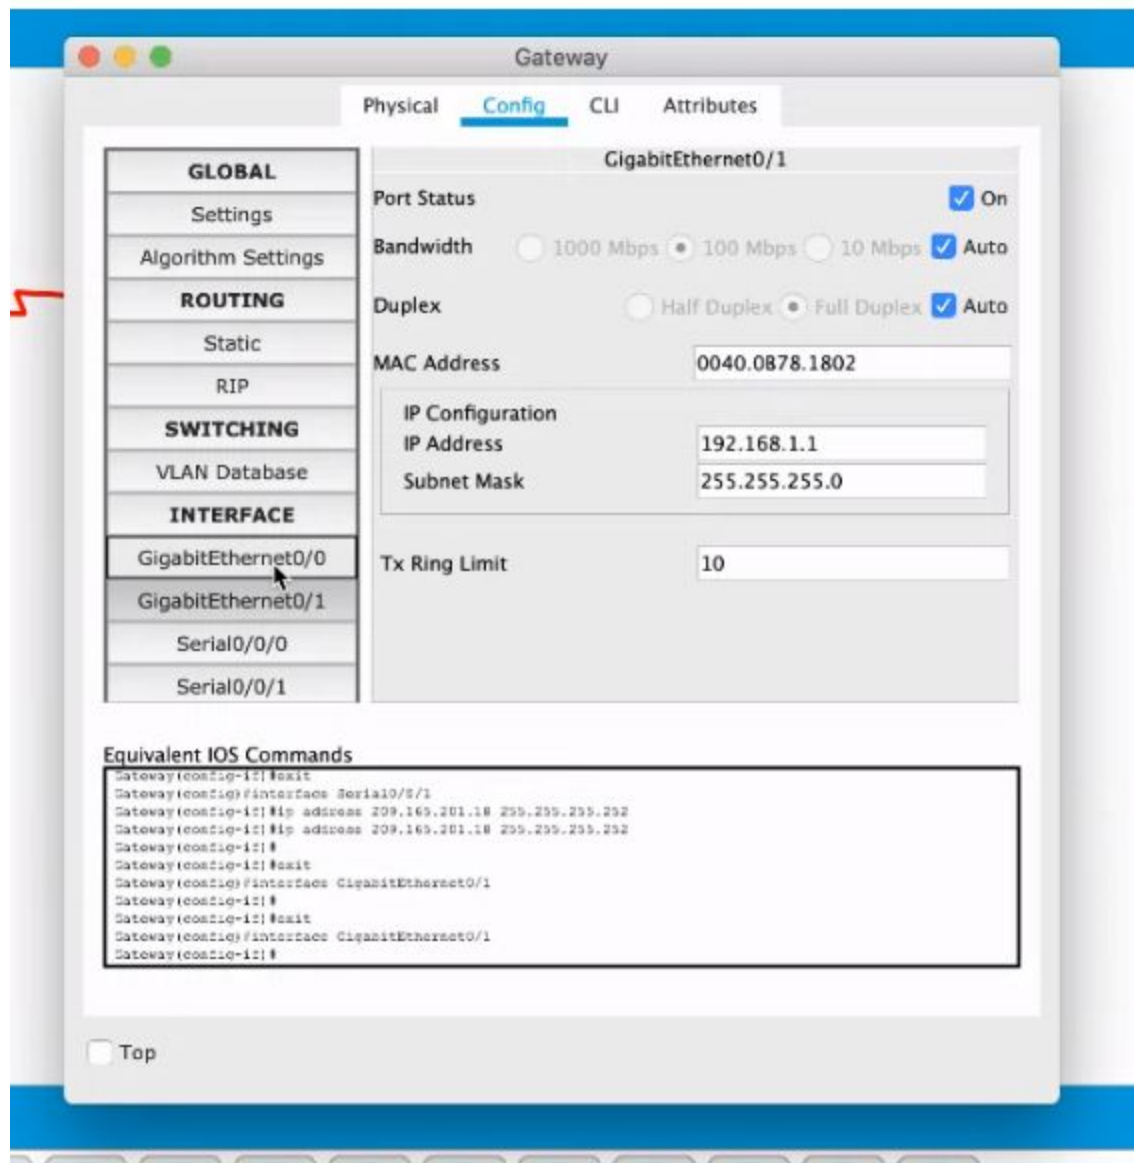 Gateway
Physical Config CLI Attributes
GLOBAL
Settings
Algorithm Settings
ROUTING
Static
RIP
SWITCHING
VLAN Database
INTERFACE
GigabitEthernet0/0
GigabitEthernet0/1
Serial0/0/0
Serial0/0/1
GigabitEthernet0/1
Port Status On
Bandwidth 1000 Mbps 100 Mbps 10 Mbps Auto
Duplex Half Duplex Full Duplex Auto
MAC Address 0040.0B78.1802
IP Configuration
IP Address 192.168.1.1
Subnet Mask 255.255.255.0
Tx Ring Limit 10
Equivalent IOS Commands
Gateway(config-if)#exit
Gateway(config)#interface Serial0/0/1
Gateway(config-if)#ip address 209.165.201.18 255.255.255.252
Gateway(config-if)#ip address 209.165.201.18 255.255.255.252
Gateway(config-if)#
Gateway(config-if)#exit
Gateway(config)#interface GigabitEthernet0/1
Gateway(config-if)#
Gateway(config-if)#exit
Gateway(config)#interface GigabitEthernet0/1
Gateway(config-if)#
Top